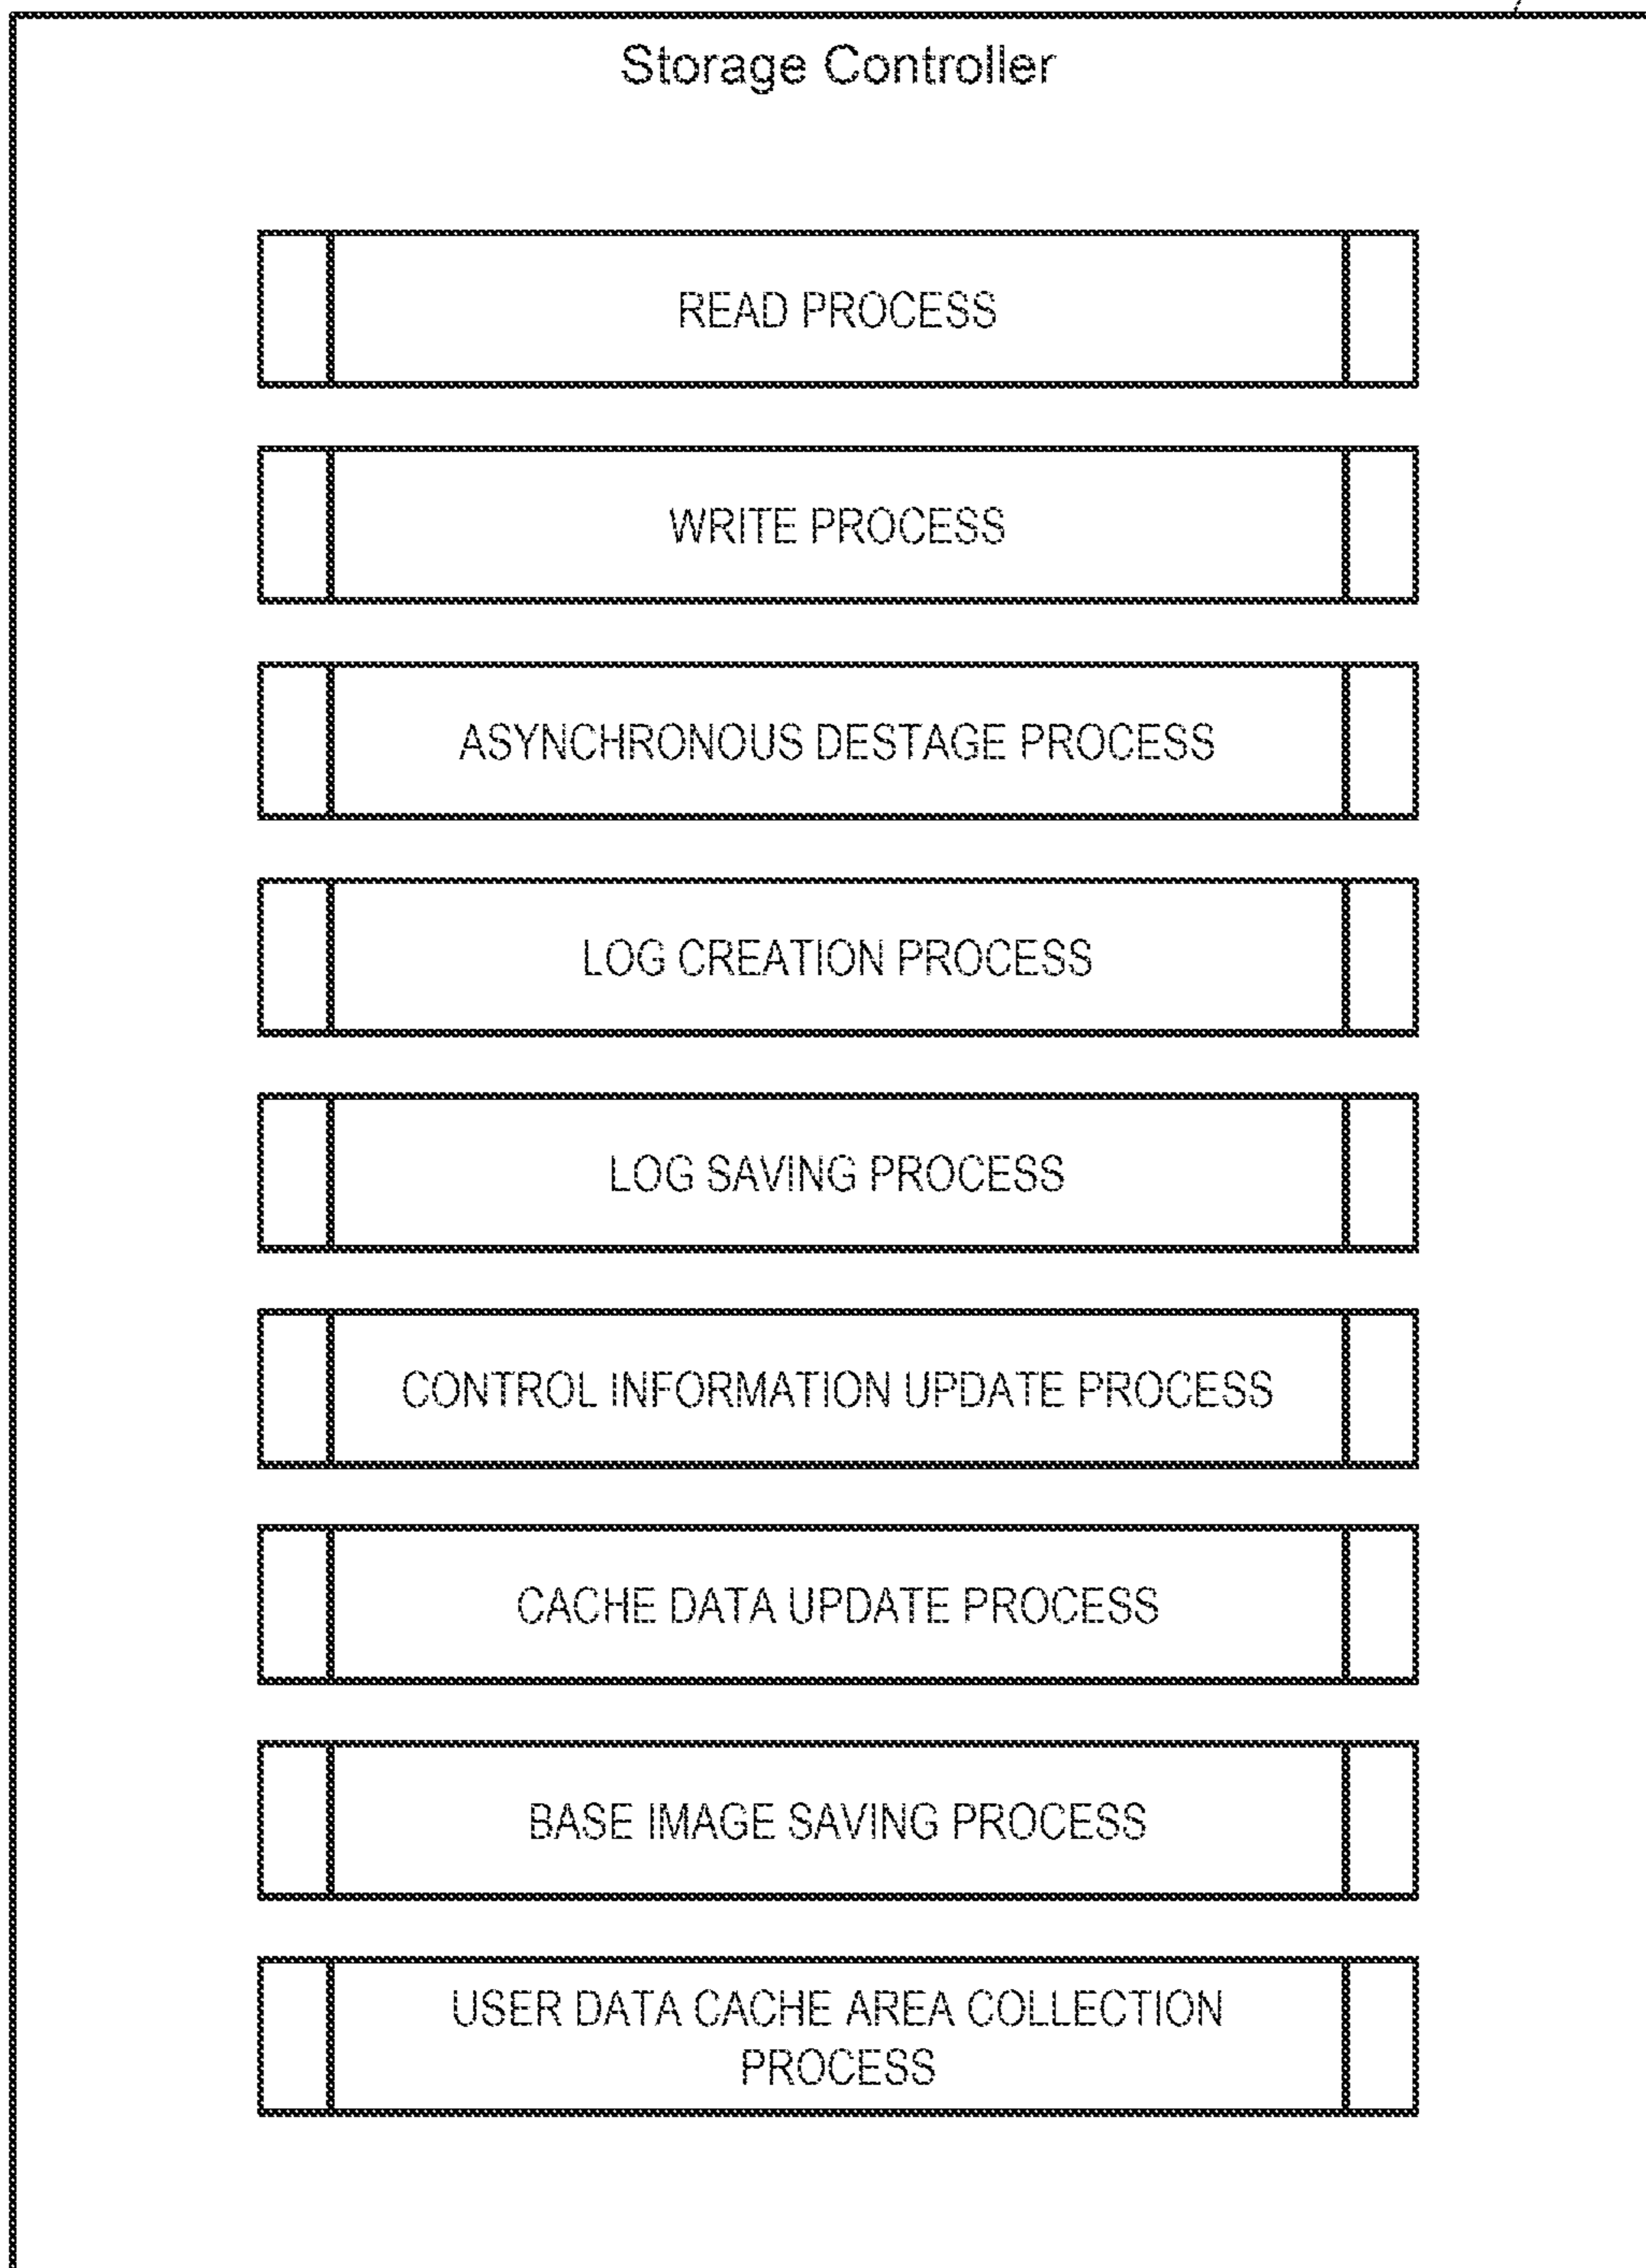 Storage Controller
READ PROCESS
WRITE PROCESS
ASYNCHRONOUS DESTAGE PROCESS
LOG CREATION PROCESS
LOG SAVING PROCESS
CONTROL INFORMATION UPDATE PROCESS
CACHE DATA UPDATE PROCESS
BASE IMAGE SAVING PROCESS
USER DATA CACHE AREA COLLECTION
PROCESS